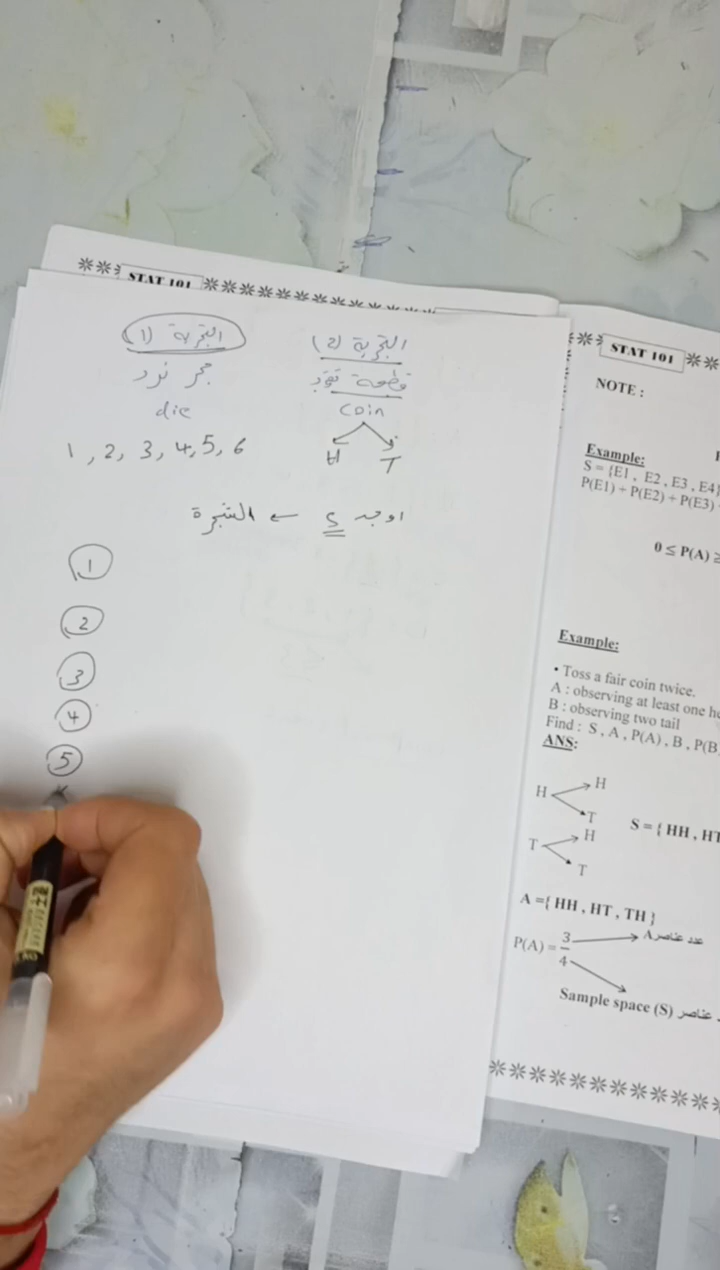 STAT 101
التجربة (1)
حجر نرد
die
1 , 2 , 3 , 4 , 5 , 6
التجربة (2)
قطعة نقود
coin
H T
اوجد S ← الشجرة
1
2
3
4
5
STAT 101
NOTE :
Example:
S = {E1 , E2 , E3 , E4}
P(E1) + P(E2) + P(E3)
0 ≤ P(A) ≥
Example:
• Toss a fair coin twice.
A : observing at least one
B : observing two tail
Find : S , A , P(A) , B , P(B
ANS:
H H
T
T H
T
S = { HH , HT
A ={ HH , HT , TH }
P(A) = 3/4
عدد عناصر A
Sample space (S) عناصر